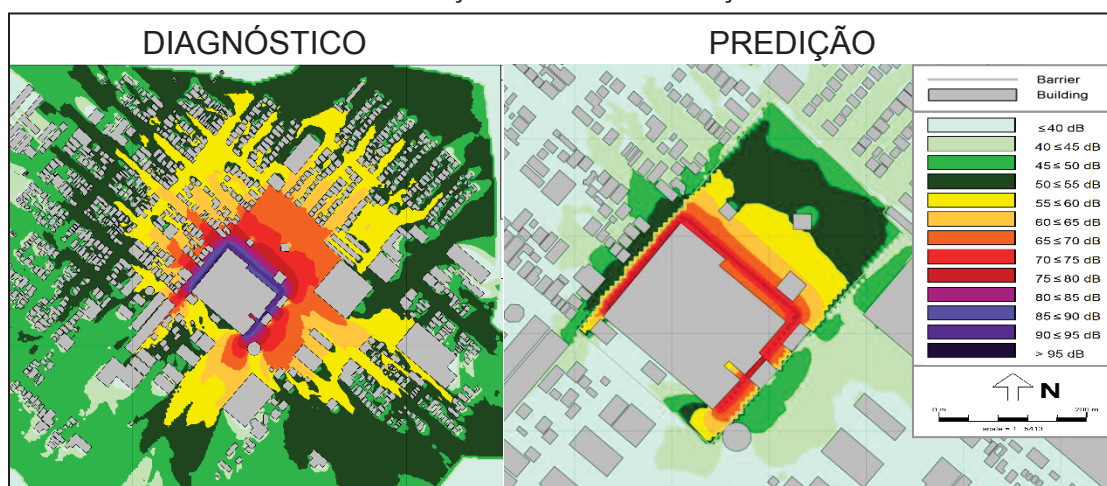 DIAGNÓSTICO
PREDIÇÃO
Barrier
Building
≤40 dB
40 ≤ 45 dB
45 ≤ 50 dB
50 ≤ 55 dB
55 ≤ 60 dB
60 ≤ 65 dB
65 ≤ 70 dB
70 ≤ 75 dB
75 ≤ 80 dB
80 ≤ 85 dB
85 ≤ 90 dB
90 ≤ 95 dB
> 95 dB
N
0 m
200 m